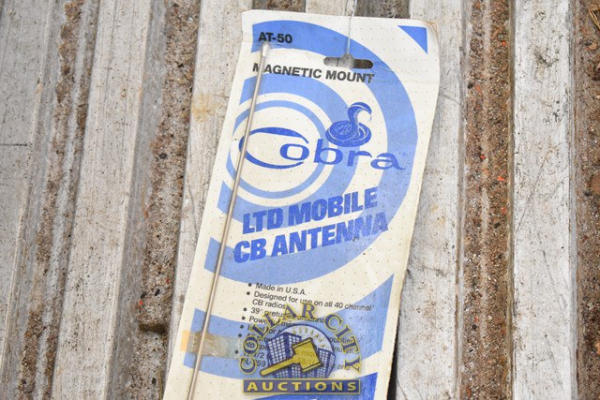 AT-50
MAGNETIC MOUNT
Cobra
LTD MOBILE
CB ANTENNA
• Made in U.S.A.
• Designed for use on all 40 channel
CB radios
• 39"
COLLAR CITY
AUCTIONS